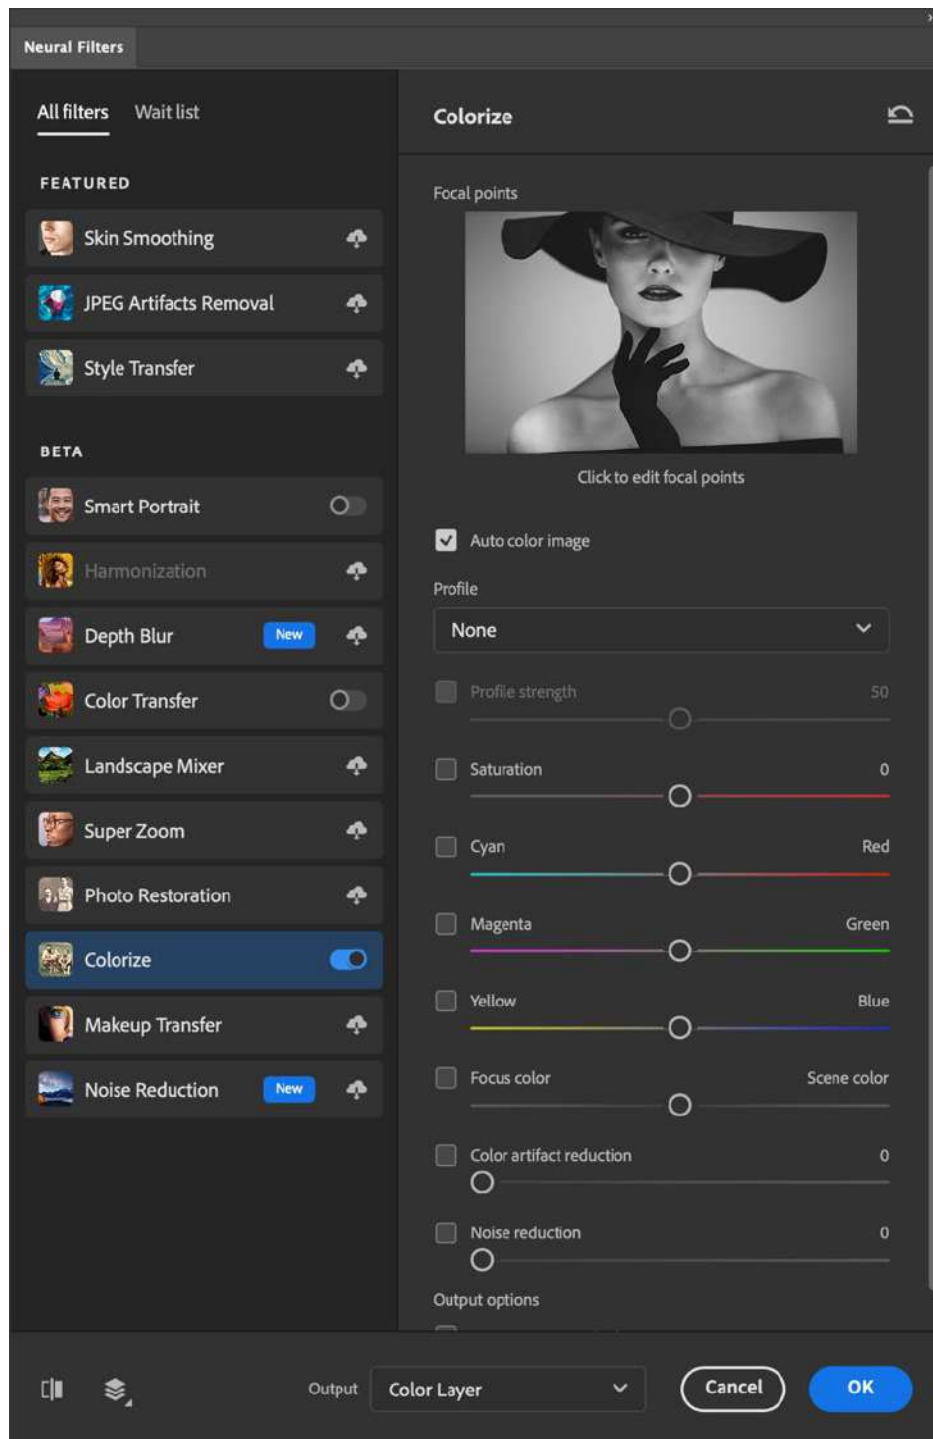 Neural Filters
All filters
Wait list
FEATURED
Skin Smoothing
JPEG Artifacts Removal
Style Transfer
BETA
Smart Portrait
Harmonization
Depth Blur
New
Color Transfer
Landscape Mixer
Super Zoom
Photo Restoration
Colorize
Makeup Transfer
Noise Reduction
New
Colorize
Focal points
Click to edit focal points
Auto color image
Profile
None
Profile strength 50
Saturation 0
Cyan Red
Magenta Green
Yellow Blue
Focus color Scene color
Color artifact reduction 0
Noise reduction 0
Output options
Output
Color Layer
Cancel
OK